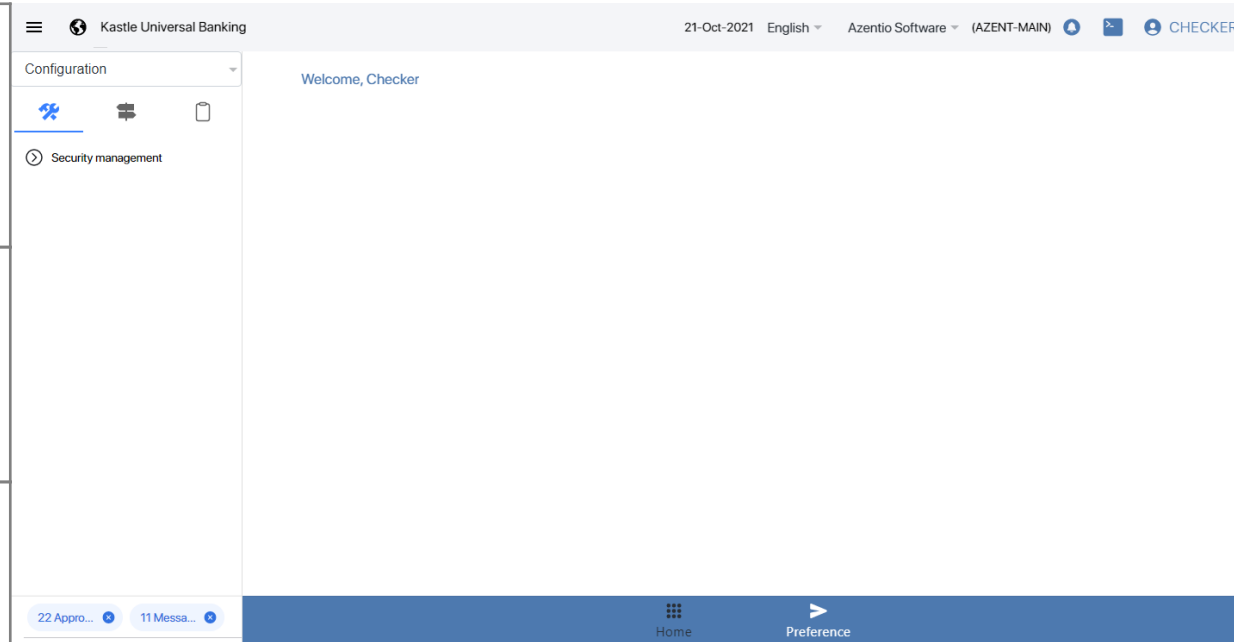 Kastle Universal Banking
21-Oct-2021 English Azentio Software (AZENT-MAIN) CHECKER
Configuration
Welcome, Checker
Security management
22 Appro... 11 Messa...
Home Preference